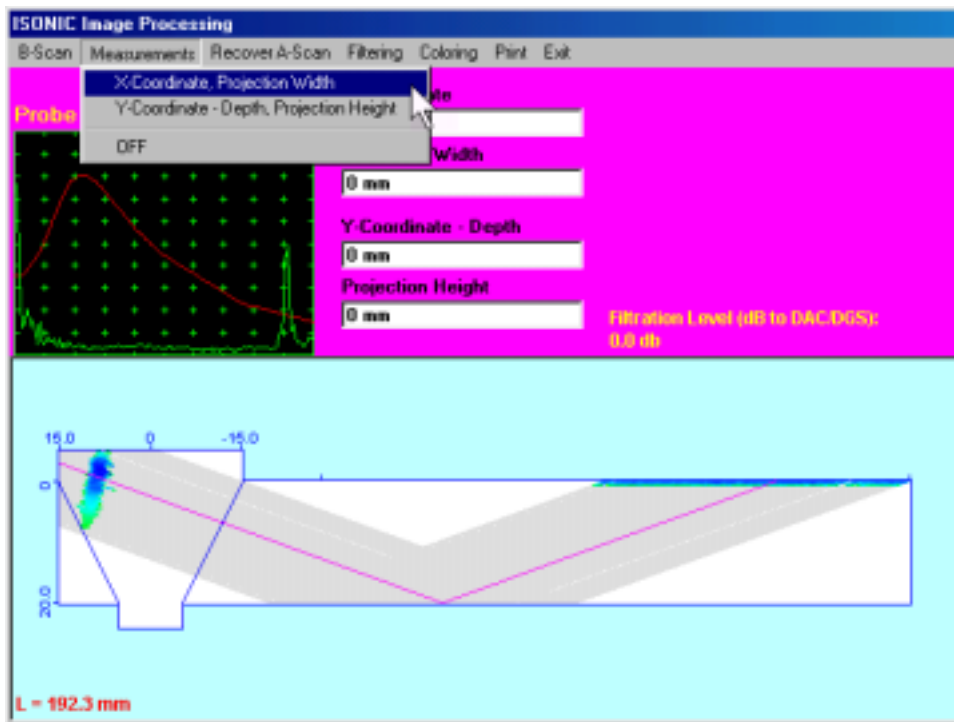 ISONIC Image Processing
B-Scan Measurements Recover A-Scan Filtering Coloring Print Exit
X-Coordinate, Projection Width
Y-Coordinate - Depth, Projection Height
OFF
Probe
Width
0 mm
Y-Coordinate - Depth
0 mm
Projection Height
0 mm
Filtration Level (dB to DAC/DGS):
0.0 db
15.0 0 -15.0
0
20.0
L = 192.3 mm